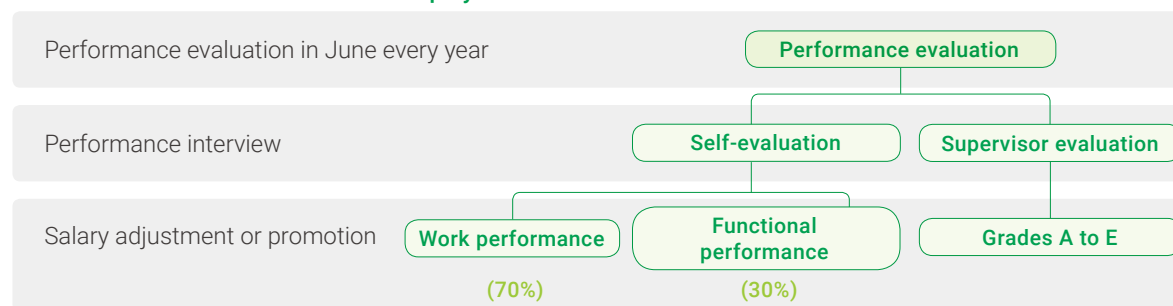 Performance evaluation in June every year
Performance evaluation
Performance interview
Self-evaluation
Supervisor evaluation
Salary adjustment or promotion
Work performance
Functional
performance
Grades A to E
(70%)
(30%)